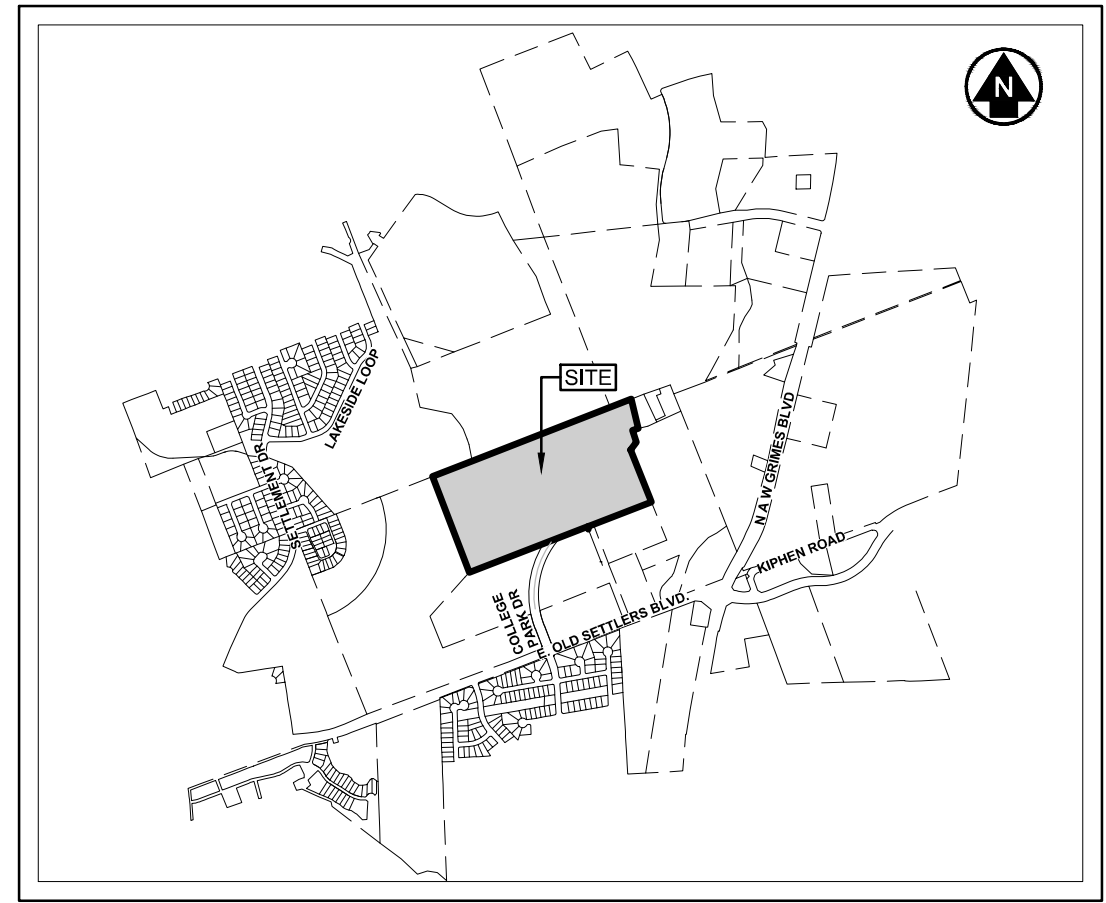 N
SITE
LAKESIDE LOOP
SETTLEMENT DR
N A W GRIMES BLVD
KIPHEN ROAD
COLLEGE
PARK DR
E. OLD SETTLERS BLVD.